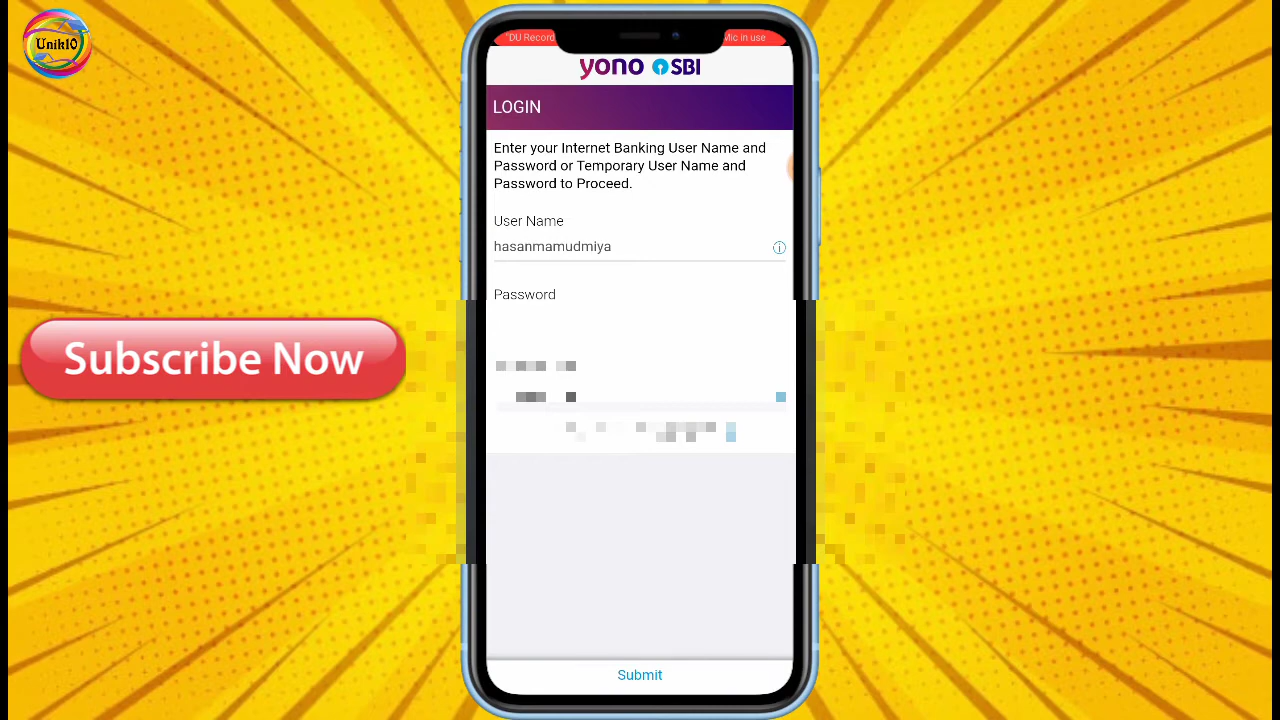 Unik10
"DU Record
Mic in use
yono SBI
LOGIN
Enter your Internet Banking User Name and
Password or Temporary User Name and
Password to Proceed.
User Name
hasanmamudmiya
Password
Subscribe Now
Submit